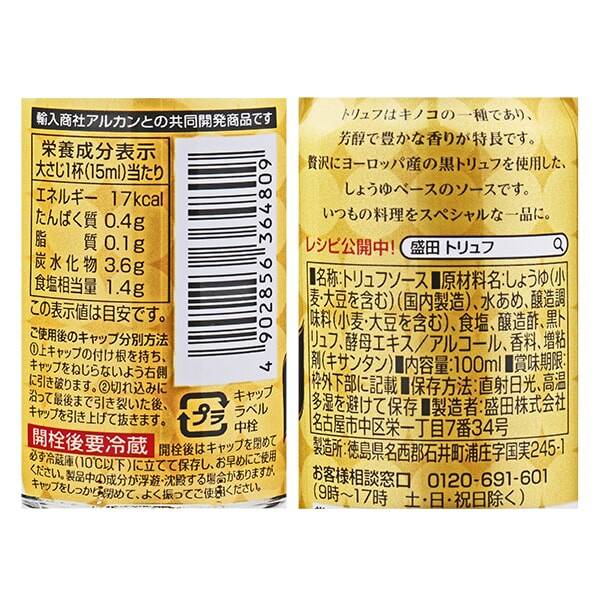 輸入商社アルカンとの共同開発商品です
栄養成分表示
大さじ1杯(15ml)当たり
エネルギー 17kcal
たんぱく質 0.4g
脂質 0.1g
炭水化物 3.6g
食塩相当量 1.4g
この表示値は目安です。
ご使用後のキャップ分別方法
①上キャップの付け根を持ち、
キャップをねじらないよう右側
に引き破ります。②切れ込みに
沿って最後まで引き裂いた後、
キャップを引き上げて抜きます。
4 902856 364809
プラ
キャップ
ラベル
中栓
開栓後要冷蔵 開栓後はキャップを閉めて
必ず冷蔵庫(10℃以下)に立てて保存し、お早めにご使用
ください。製品中の成分が浮遊・沈殿する場合がありますが、
キャップをしっかり閉めて、よく振ってご使用ください。
トリュフはキノコの一種であり、
芳醇で豊かな香りが特長です。
贅沢にヨーロッパ産の黒トリュフを使用した、
しょうゆベースのソースです。
いつもの料理をスペシャルな一品に。
レシピ公開中! 盛田 トリュフ
■名称:トリュフソース■原材料名:しょうゆ(小
麦・大豆を含む)(国内製造)、水あめ、醸造調
味料(小麦・大豆を含む)、食塩、醸造酢、黒ト
リュフ、酵母エキス/アルコール、香料、増粘
剤(キサンタン)■内容量:100ml■賞味期限:
枠外下部に記載■保存方法:直射日光、高温
多湿を避けて保存■製造者:盛田株式会社
名古屋市中区栄一丁目7番34号
製造所:徳島県名西郡石井町浦庄字国実245-1
お客様相談窓口 0120-691-601
(9時〜17時 土・日・祝日除く)